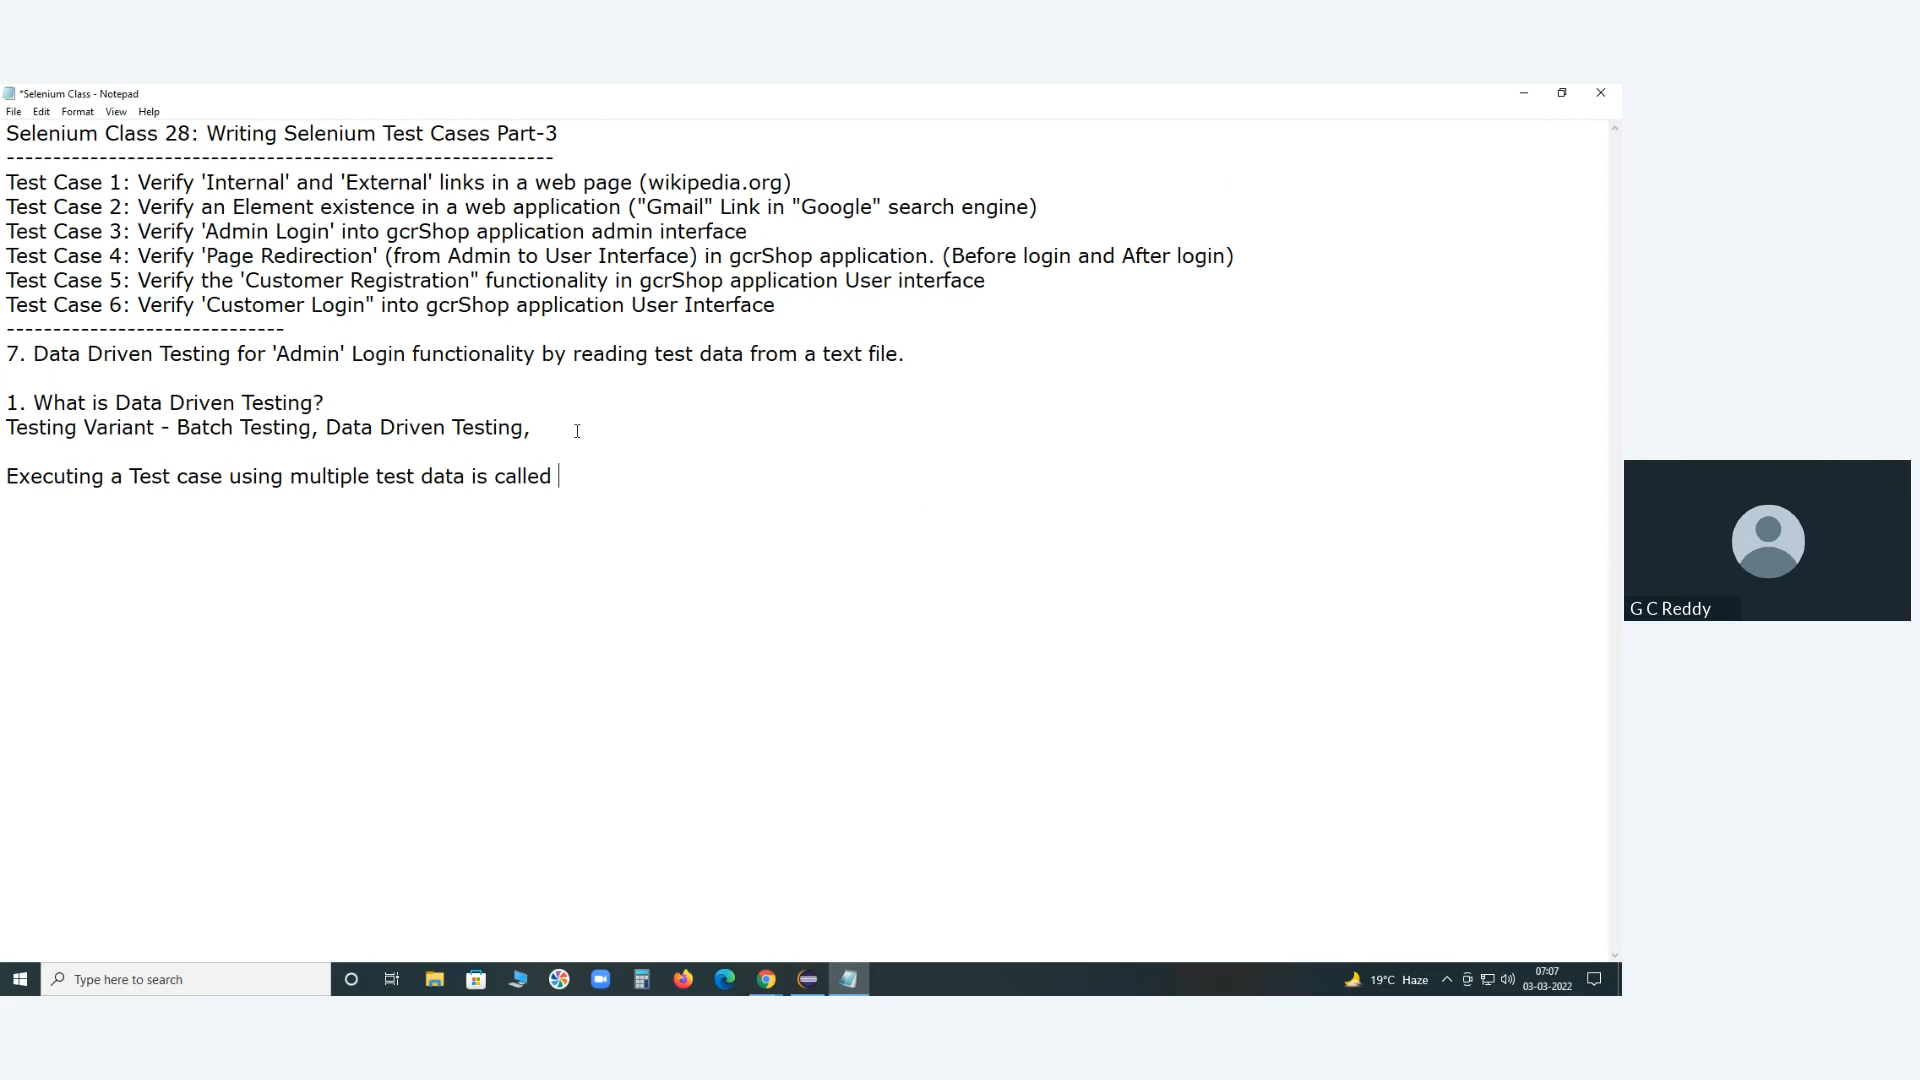 *Selenium Class - Notepad
File Edit Format View Help
Selenium Class 28: Writing Selenium Test Cases Part-3
-----------------------------------------------------------
Test Case 1: Verify 'Internal' and 'External' links in a web page (wikipedia.org)
Test Case 2: Verify an Element existence in a web application ("Gmail" Link in "Google" search engine)
Test Case 3: Verify 'Admin Login' into gcrShop application admin interface
Test Case 4: Verify 'Page Redirection' (from Admin to User Interface) in gcrShop application. (Before login and After login)
Test Case 5: Verify the 'Customer Registration" functionality in gcrShop application User interface
Test Case 6: Verify 'Customer Login" into gcrShop application User Interface
------------------------------
7. Data Driven Testing for 'Admin' Login functionality by reading test data from a text file.
1. What is Data Driven Testing?
Testing Variant - Batch Testing, Data Driven Testing,
Executing a Test case using multiple test data is called
G C Reddy
Type here to search
19°C Haze
07:07
03-03-2022